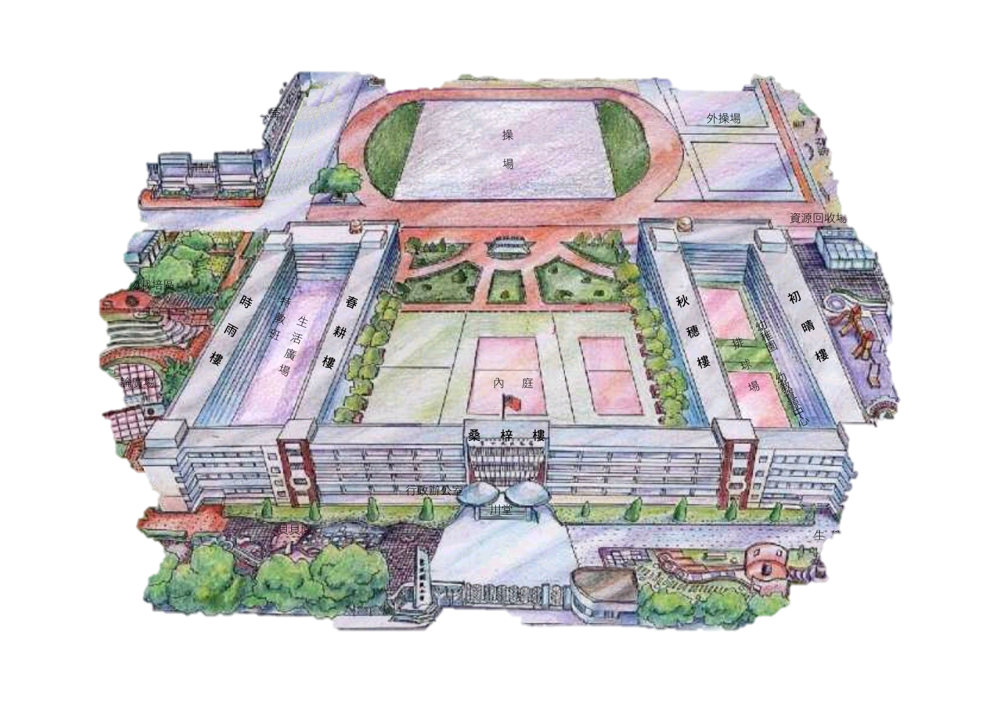 室
外操場
操場
資源回收場
栽培區
時雨樓
特教班
生活廣場
春耕樓
秋穗樓
排球場
幼稚園
幼教資源中心
初晴樓
論廣場
內庭
桑梓樓
行政辦公室
川堂
貝貝園
生